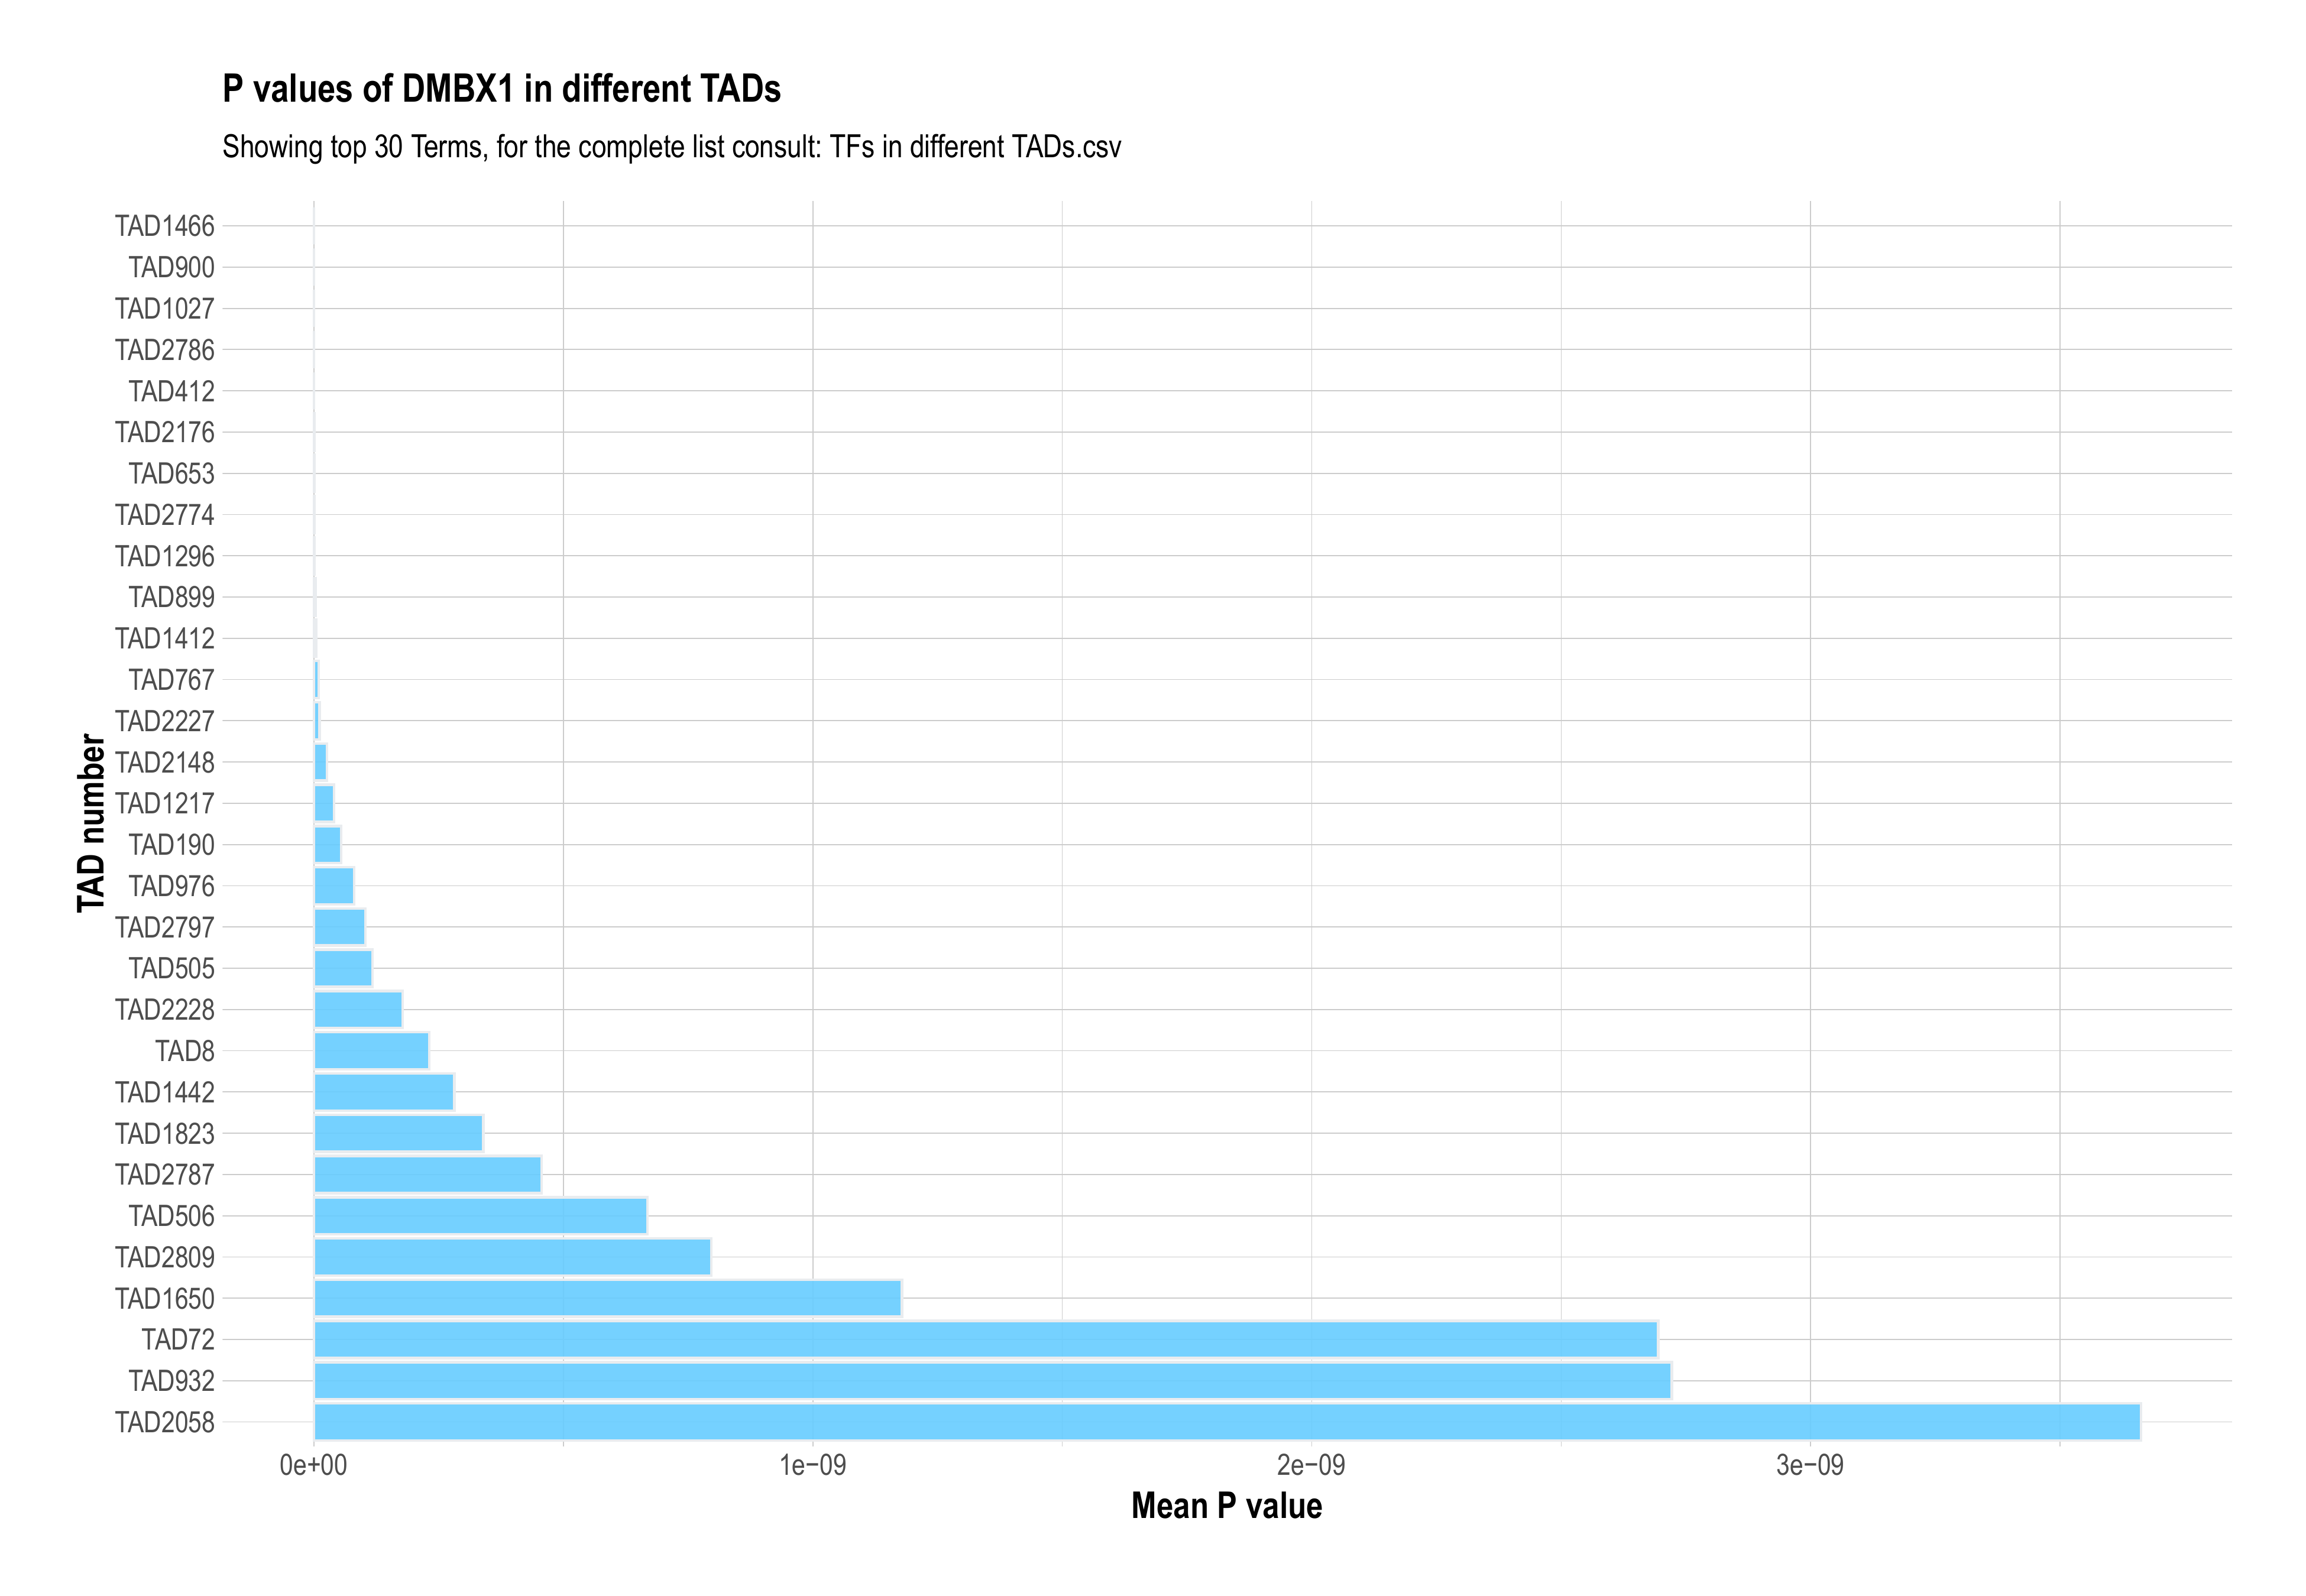 P values of DMBX1 in different TADs
Showing top 30 Terms, for the complete list consult: TFs in different TADs.csv
TAD number
TAD1466
TAD900
TAD1027
TAD2786
TAD412
TAD2176
TAD653
TAD2774
TAD1296
TAD899
TAD1412
TAD767
TAD2227
TAD2148
TAD1217
TAD190
TAD976
TAD2797
TAD505
TAD2228
TAD8
TAD1442
TAD1823
TAD2787
TAD506
TAD2809
TAD1650
TAD72
TAD932
TAD2058
0e+00 1e−09 2e−09 3e−09
Mean P value